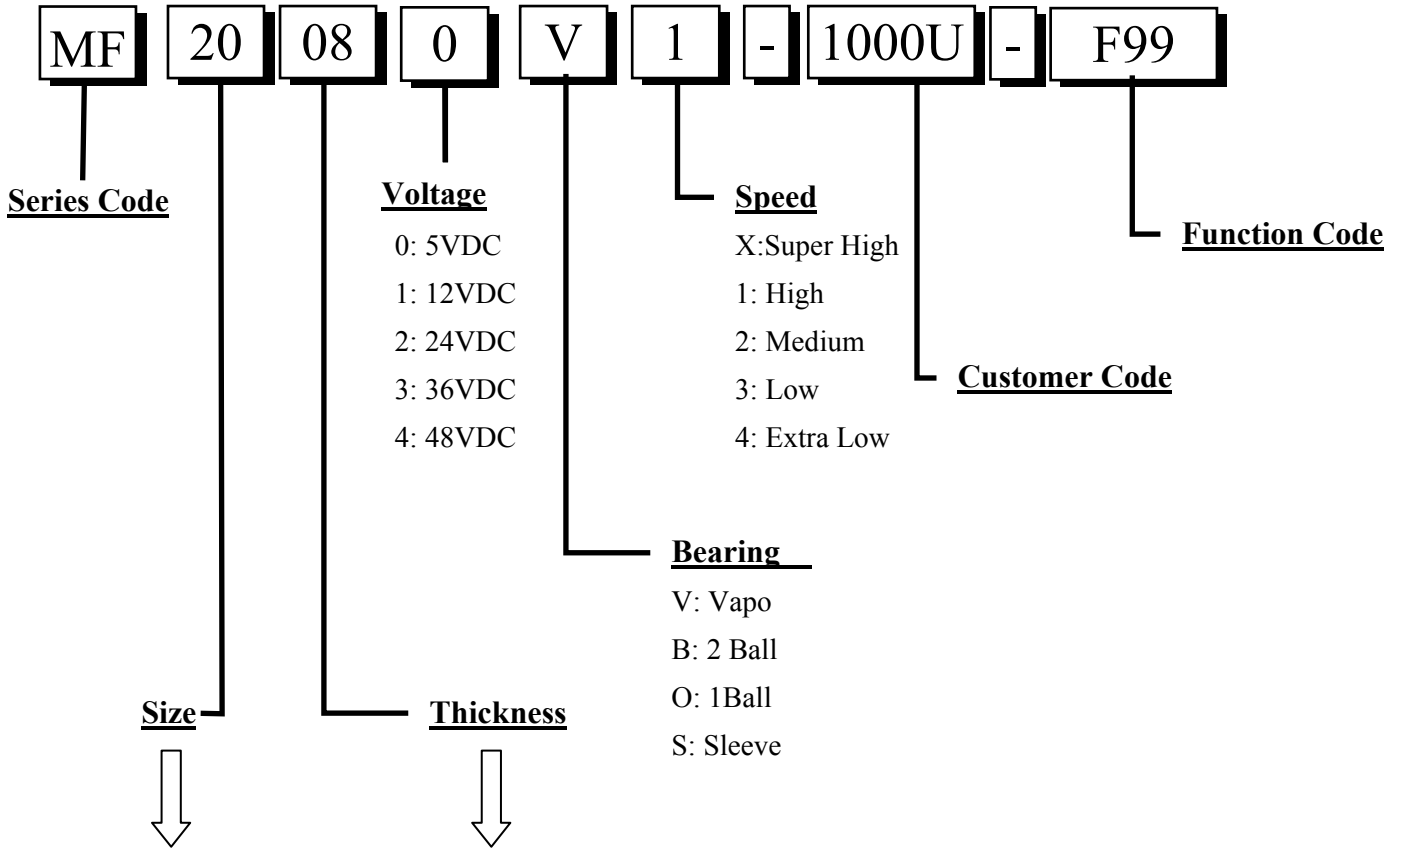 MF 20 08 0 V 1 - 1000U - F99
Series Code
Voltage
0: 5VDC
1: 12VDC
2: 24VDC
3: 36VDC
4: 48VDC
Speed
X:Super High
1: High
2: Medium
3: Low
4: Extra Low
Function Code
Customer Code
Bearing
V: Vapo
B: 2 Ball
O: 1Ball
S: Sleeve
Size
Thickness